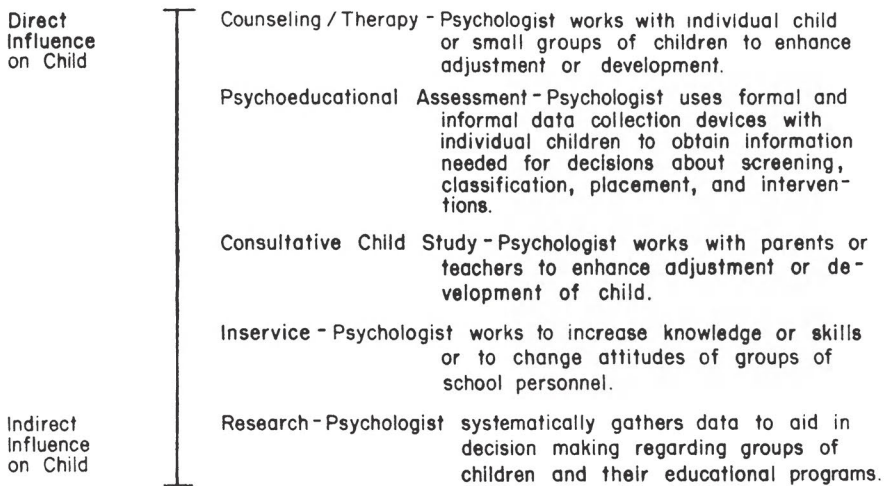 Direct
Influence
on Child
Counseling / Therapy - Psychologist works with individual child
or small groups of children to enhance
adjustment or development.
Psychoeducational Assessment - Psychologist uses formal and
informal data collection devices with
individual children to obtain information
needed for decisions about screening,
classification, placement, and interven-
tions.
Consultative Child Study - Psychologist works with parents or
teachers to enhance adjustment or de-
velopment of child.
Inservice - Psychologist works to increase knowledge or skills
or to change attitudes of groups of
school personnel.
Indirect
Influence
on Child
Research - Psychologist systematically gathers data to aid in
decision making regarding groups of
children and their educational programs.